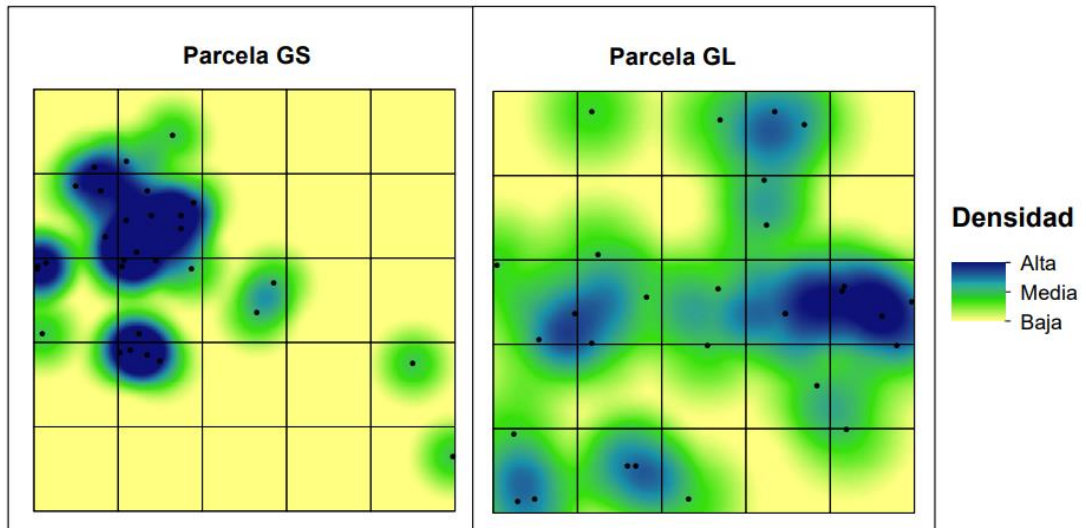 Parcela GS
Parcela GL
Densidad
Alta
Media
Baja